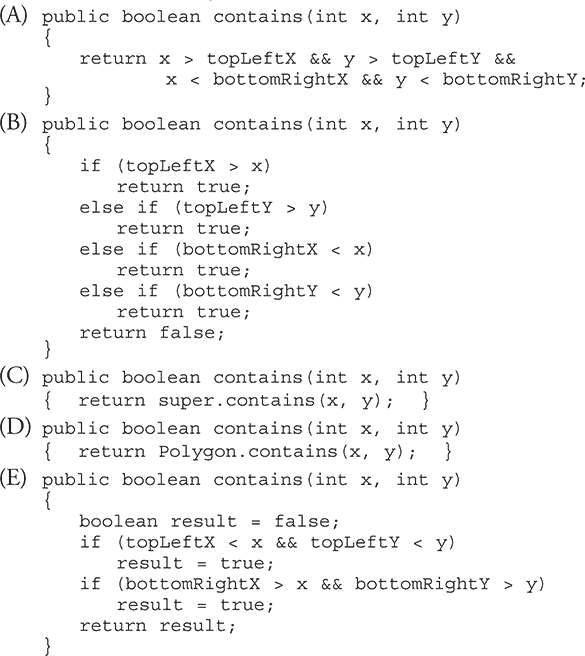 (A) public boolean contains(int x, int y)
{
return x > topLeftX && y > topLeftY &&
x < bottomRightX && y < bottomRightY;
}
(B) public boolean contains(int x, int y)
{
if (topLeftX > x)
return true;
else if (topLeftY > y)
return true;
else if (bottomRightX < x)
return true;
else if (bottomRightY < y)
return true;
return false;
}
(C) public boolean contains(int x, int y)
{ return super.contains(x, y); }
(D) public boolean contains(int x, int y)
{ return Polygon.contains(x, y); }
(E) public boolean contains(int x, int y)
{
boolean result = false;
if (topLeftX < x && topLeftY < y)
result = true;
if (bottomRightX > x && bottomRightY > y)
result = true;
return result;
}